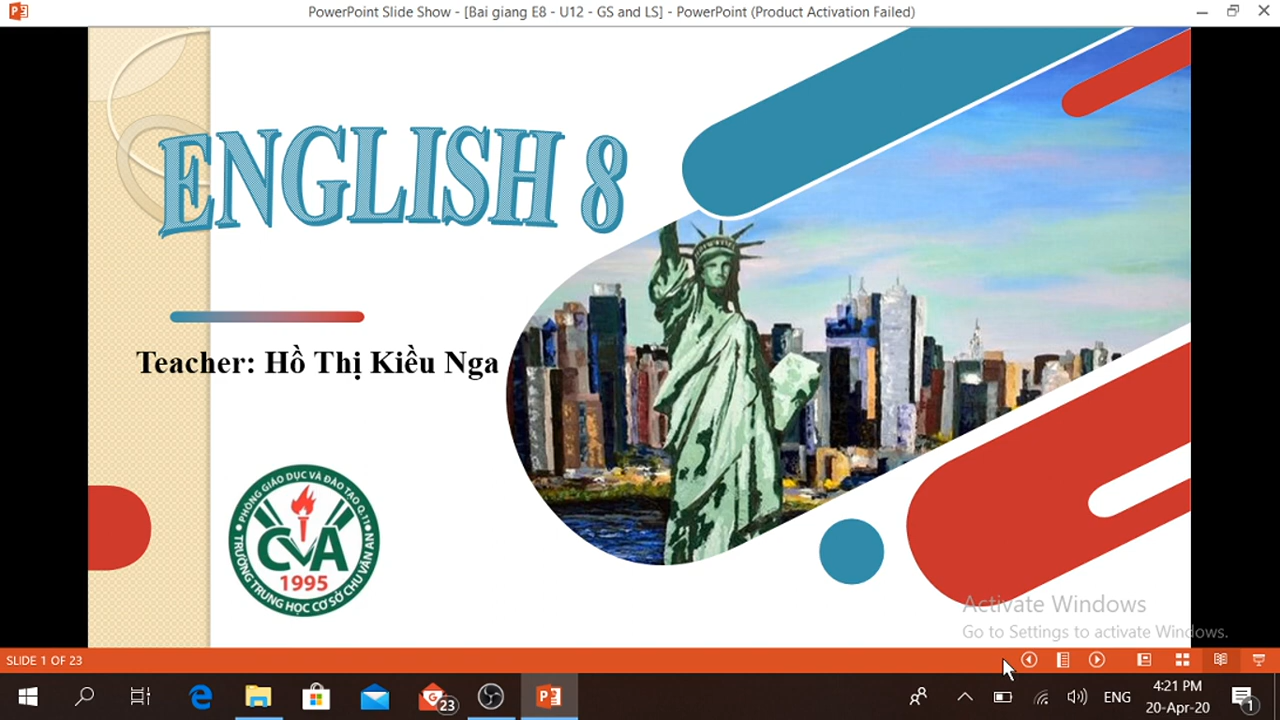 PowerPoint Slide Show - [Bai giang E8 - U12 - GS and LS] - PowerPoint (Product Activation Failed)
ENGLISH 8
Teacher: Hồ Thị Kiều Nga
PHÒNG GIÁO DỤC VÀ ĐÀO TẠO Q.11
CVA
1995
TRƯỜNG TRUNG HỌC CƠ SỞ CHU VĂN AN
Activate Windows
Go to Settings to activate Windows.
SLIDE 1 OF 23
23
ENG
4:21 PM
20-Apr-20
1